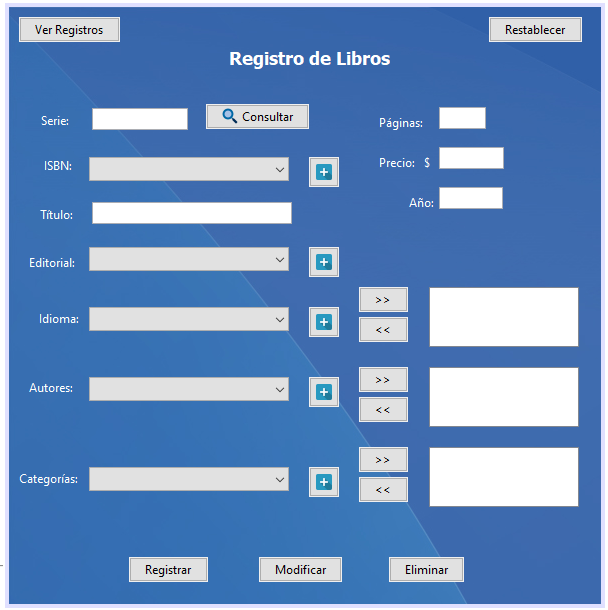 Ver Registros
Restablecer
Registro de Libros
Serie:
Consultar
Páginas:
ISBN:
Precio: $
Año:
Título:
Editorial:
Idioma:
>>
<<
Autores:
>>
<<
Categorías:
>>
<<
Registrar
Modificar
Eliminar